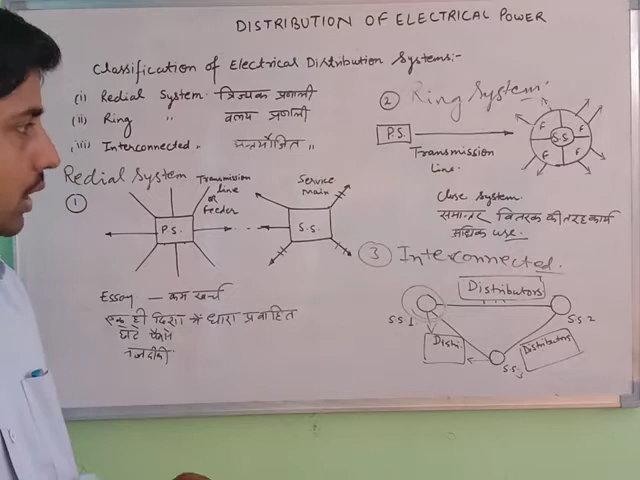 DISTRIBUTION OF ELECTRICAL POWER
Classification of Electrical Distribution Systems:-
(i) Redial System. त्रिज्यक प्रणाली
(ii) Ring " वलय प्रणाली
(iii) Interconnected, "
Redial System
①
Transmission
line
or
feeder
P.S.
Service
main
S.S.
Essay — कम खर्च
एक ही दिशा में धारा प्रवाहित
छोटे पैमाने
नजदीकी
② Ring System.
P.S.
Transmission
Line.
F
F
F
F
S.S.
Close System.
समान्तर वितरक की तरह कार्य
अधिक use.
③ Interconnected.
Distributors
S.S.1
S.S.2
Distri.
Distributors
S.S.3